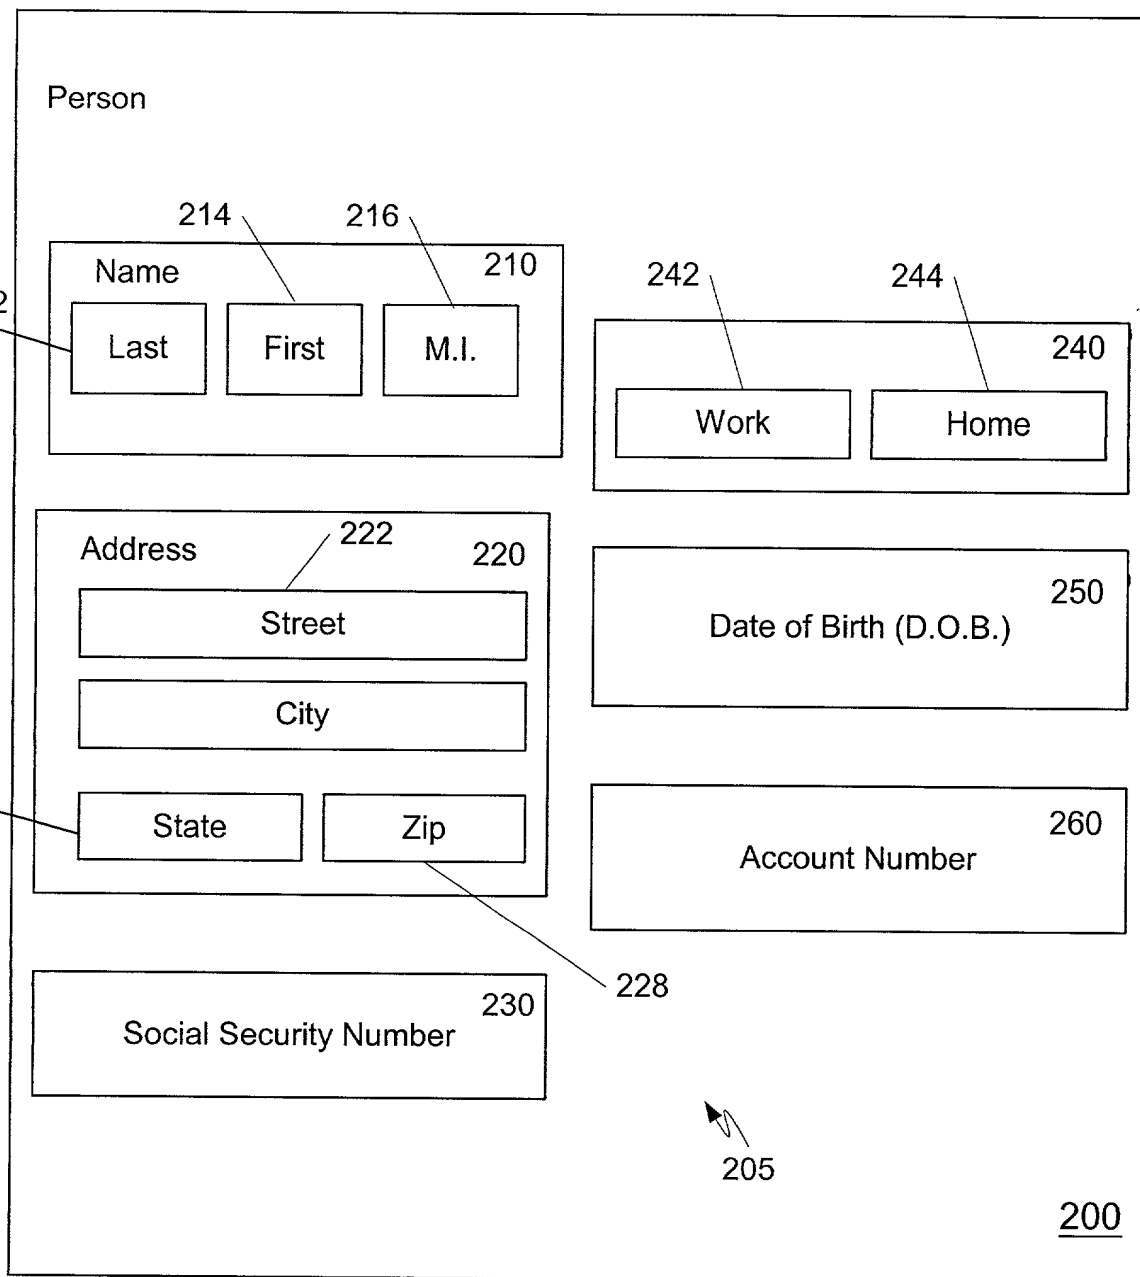 Person
214 216
Name 210
2
Last First M.I.
242 244
240
Work Home
Address 222 220
Street
City
State Zip
250
Date of Birth (D.O.B.)
260
Account Number
228
230
Social Security Number
205
200